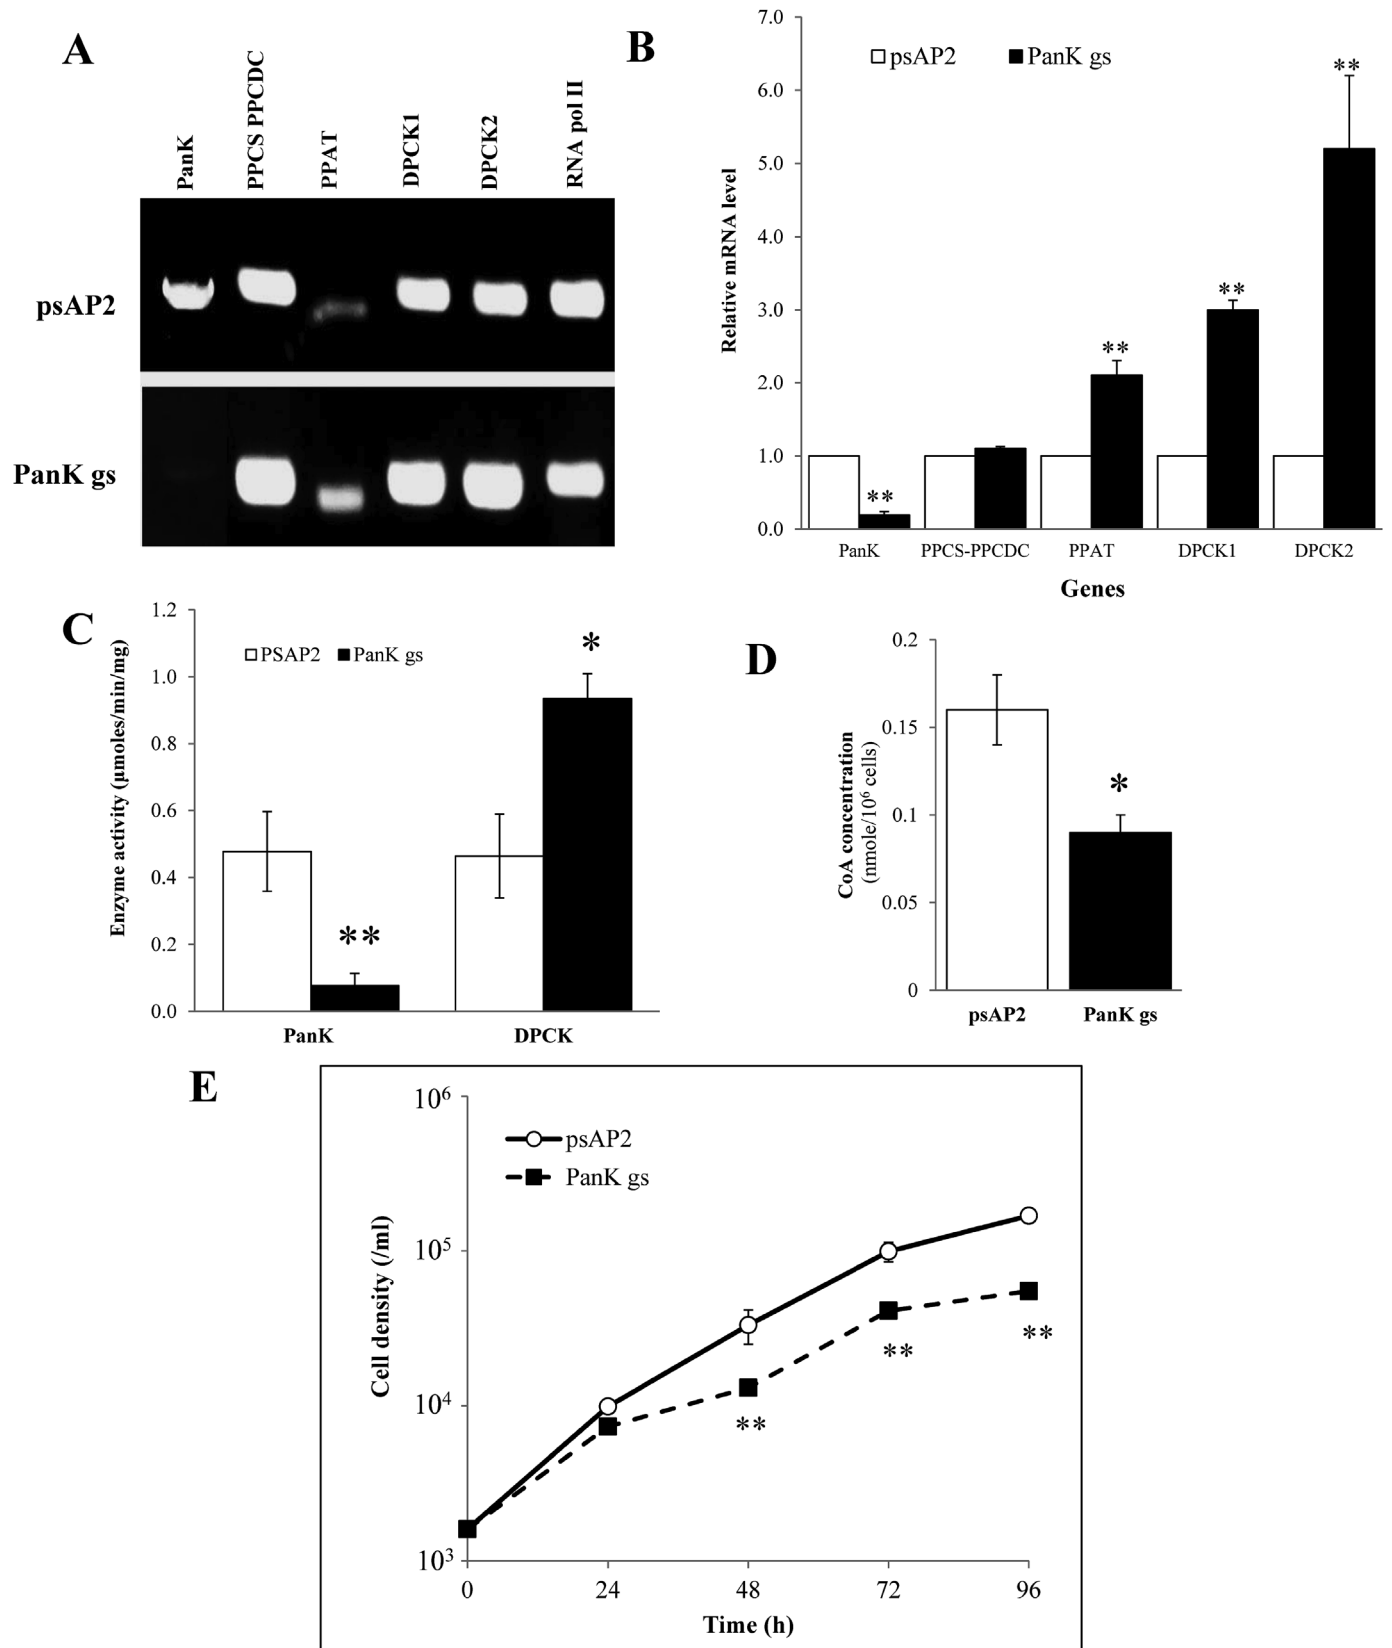 A
PanK
PPCS PPCDC
PPAT
DPCK1
DPCK2
RNA pol II
psAP2
PanK gs
B
psAP2 PanK gs
Relative mRNA level
7.0
6.0
5.0
4.0
3.0
2.0
1.0
0.0
**
**
**
**
PanK PPCS-PPCDC PPAT DPCK1 DPCK2
Genes
C
PSAP2 PanK gs
Enzyme activity (µmoles/min/mg)
1.2
1.0
0.8
0.6
0.4
0.2
0.0
**
*
PanK DPCK
D
CoA concentration
(nmole/10⁶ cells)
0.2
0.15
0.1
0.05
0
*
psAP2 PanK gs
E
psAP2
PanK gs
Cell density (/ml)
10⁶
10⁵
10⁴
10³
**
**
**
0 24 48 72 96
Time (h)